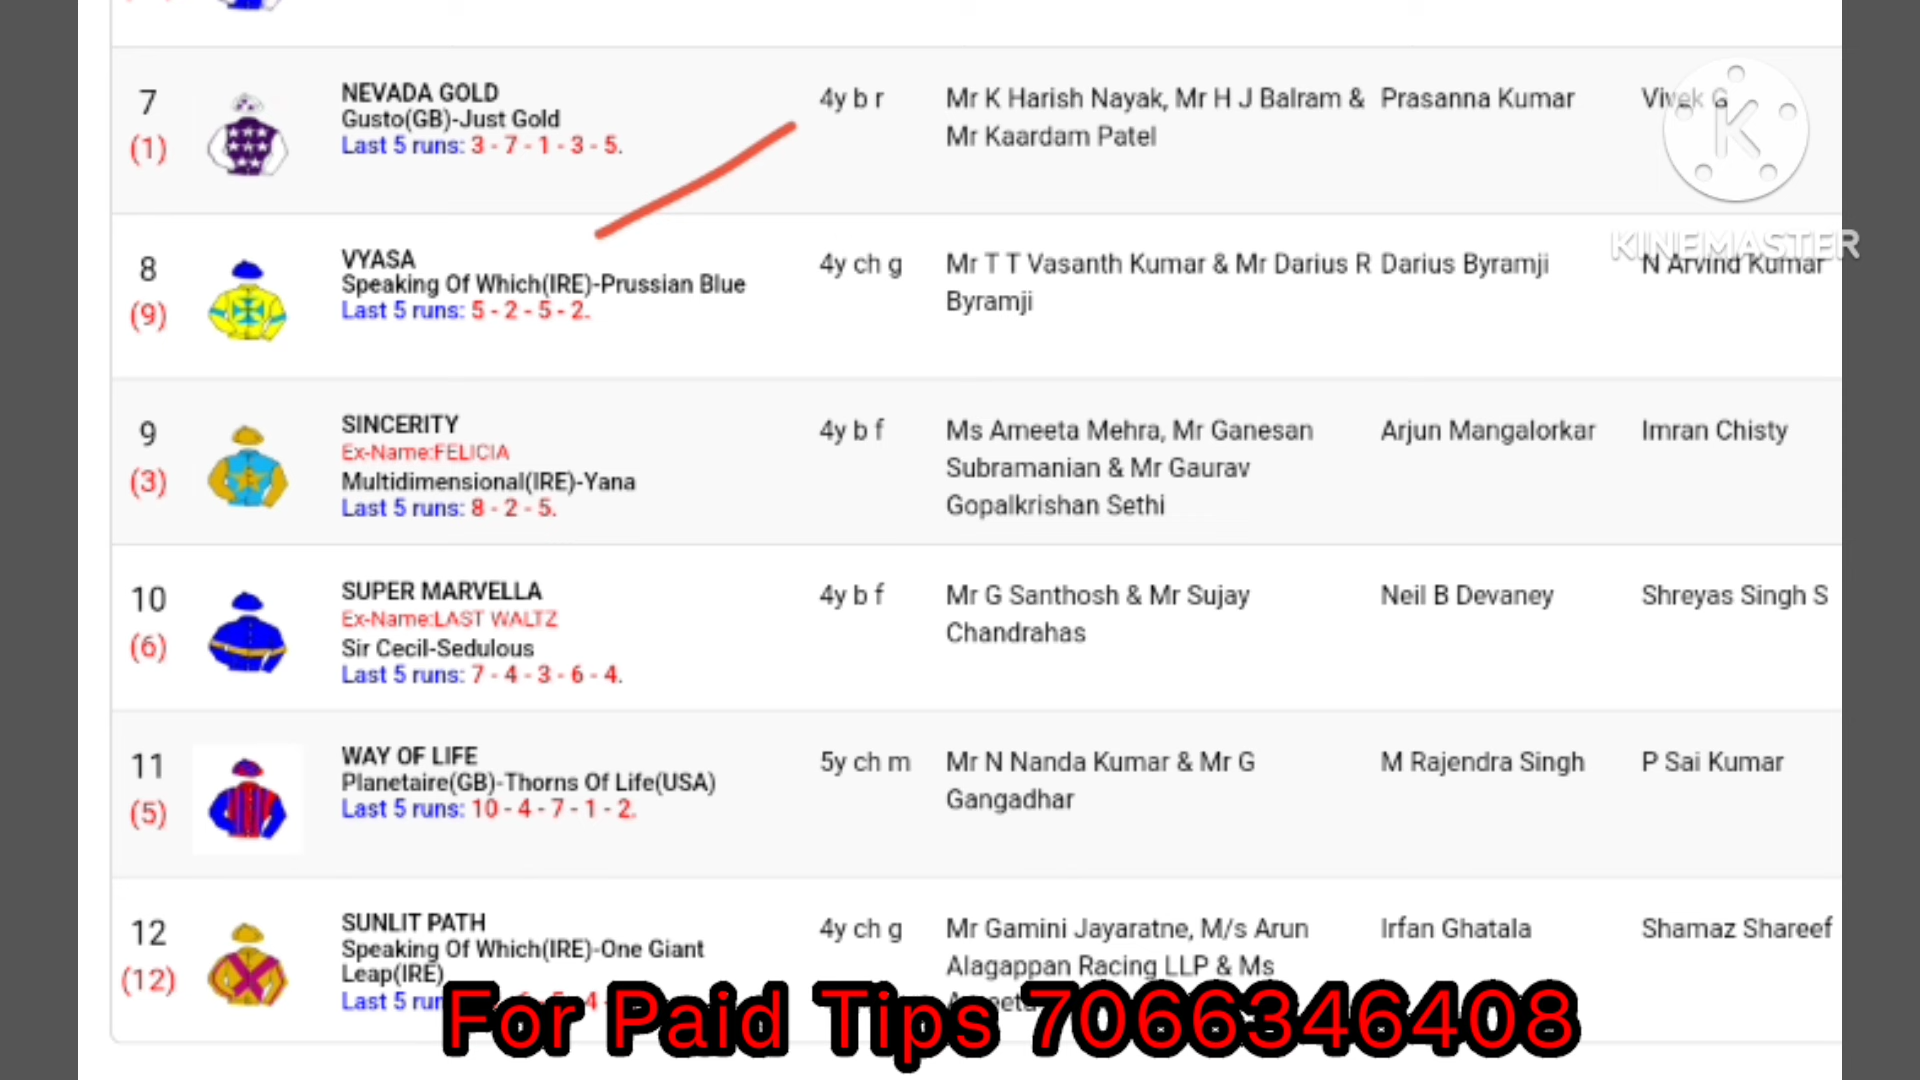 7
(1)
NEVADA GOLD
Gusto(GB)-Just Gold
Last 5 runs: 3 - 7 - 1 - 3 - 5.
4y b r
Mr K Harish Nayak, Mr H J Balram &
Mr Kaardam Patel
Prasanna Kumar
Vivek G
K
KINEMASTER
8
(9)
VYASA
Speaking Of Which(IRE)-Prussian Blue
Last 5 runs: 5 - 2 - 5 - 2.
4y ch g
Mr T T Vasanth Kumar & Mr Darius R
Byramji
Darius Byramji
N Arvind Kumar
9
(3)
SINCERITY
Ex-Name:FELICIA
Multidimensional(IRE)-Yana
Last 5 runs: 8 - 2 - 5.
4y b f
Ms Ameeta Mehra, Mr Ganesan
Subramanian & Mr Gaurav
Gopalkrishan Sethi
Arjun Mangalorkar
Imran Chisty
10
(6)
SUPER MARVELLA
Ex-Name:LAST WALTZ
Sir Cecil-Sedulous
Last 5 runs: 7 - 4 - 3 - 6 - 4.
4y b f
Mr G Santhosh & Mr Sujay
Chandrahas
Neil B Devaney
Shreyas Singh S
11
(5)
WAY OF LIFE
Planetaire(GB)-Thorns Of Life(USA)
Last 5 runs: 10 - 4 - 7 - 1 - 2.
5y ch m
Mr N Nanda Kumar & Mr G
Gangadhar
M Rajendra Singh
P Sai Kumar
12
(12)
SUNLIT PATH
Speaking Of Which(IRE)-One Giant
Leap(IRE)
Last 5
4y ch g
Mr Gamini Jayaratne, M/s Arun
Alagappan Racing LLP & Ms
Irfan Ghatala
Shamaz Shareef
For Paid Tips 7066346408